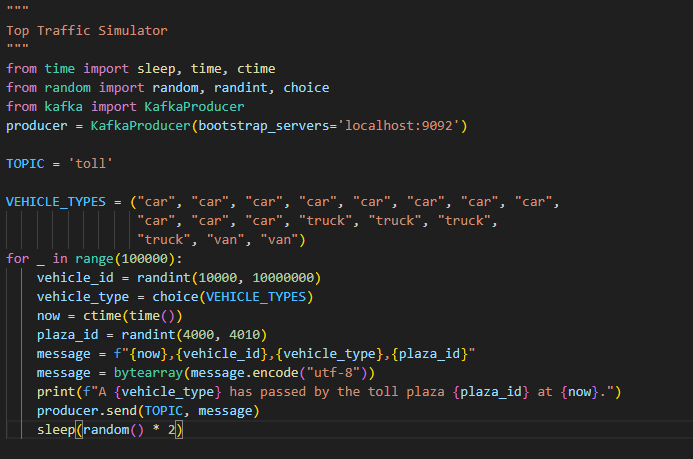 """
Top Traffic Simulator
"""
from time import sleep, time, ctime
from random import random, randint, choice
from kafka import KafkaProducer
producer = KafkaProducer(bootstrap_servers='localhost:9092')

TOPIC = 'toll'

VEHICLE_TYPES = ("car", "car", "car", "car", "car", "car", "car", "car",
                 "car", "car", "car", "truck", "truck", "truck",
                 "truck", "van", "van")
for _ in range(100000):
    vehicle_id = randint(10000, 10000000)
    vehicle_type = choice(VEHICLE_TYPES)
    now = ctime(time())
    plaza_id = randint(4000, 4010)
    message = f"{now},{vehicle_id},{vehicle_type},{plaza_id}"
    message = bytearray(message.encode("utf-8"))
    print(f"A {vehicle_type} has passed by the toll plaza {plaza_id} at {now}.")
    producer.send(TOPIC, message)
    sleep(random() * 2)